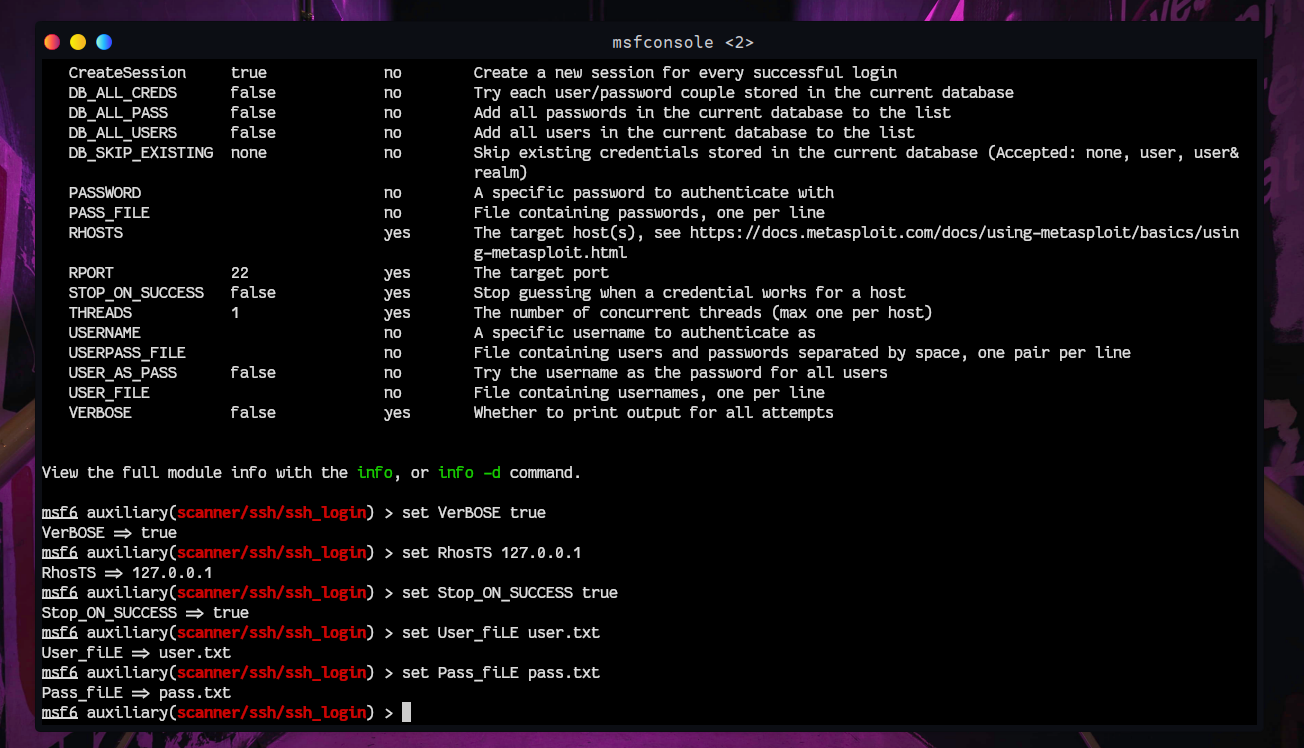 msfconsole <2>
CreateSession true no Create a new session for every successful login
DB_ALL_CREDS false no Try each user/password couple stored in the current database
DB_ALL_PASS false no Add all passwords in the current database to the list
DB_ALL_USERS false no Add all users in the current database to the list
DB_SKIP_EXISTING none no Skip existing credentials stored in the current database (Accepted: none, user, user&
realm)
PASSWORD no A specific password to authenticate with
PASS_FILE no File containing passwords, one per line
RHOSTS yes The target host(s), see https://docs.metasploit.com/docs/using-metasploit/basics/usin
g-metasploit.html
RPORT 22 yes The target port
STOP_ON_SUCCESS false yes Stop guessing when a credential works for a host
THREADS 1 yes The number of concurrent threads (max one per host)
USERNAME no A specific username to authenticate as
USERPASS_FILE no File containing users and passwords separated by space, one pair per line
USER_AS_PASS false no Try the username as the password for all users
USER_FILE no File containing usernames, one per line
VERBOSE false yes Whether to print output for all attempts
View the full module info with the info, or info -d command.
msf6 auxiliary(scanner/ssh/ssh_login) > set VerBOSE true
VerBOSE => true
msf6 auxiliary(scanner/ssh/ssh_login) > set RhosTS 127.0.0.1
RhosTS => 127.0.0.1
msf6 auxiliary(scanner/ssh/ssh_login) > set Stop_ON_SUCCESS true
Stop_ON_SUCCESS => true
msf6 auxiliary(scanner/ssh/ssh_login) > set User_fiLE user.txt
User_fiLE => user.txt
msf6 auxiliary(scanner/ssh/ssh_login) > set Pass_fiLE pass.txt
Pass_fiLE => pass.txt
msf6 auxiliary(scanner/ssh/ssh_login) >